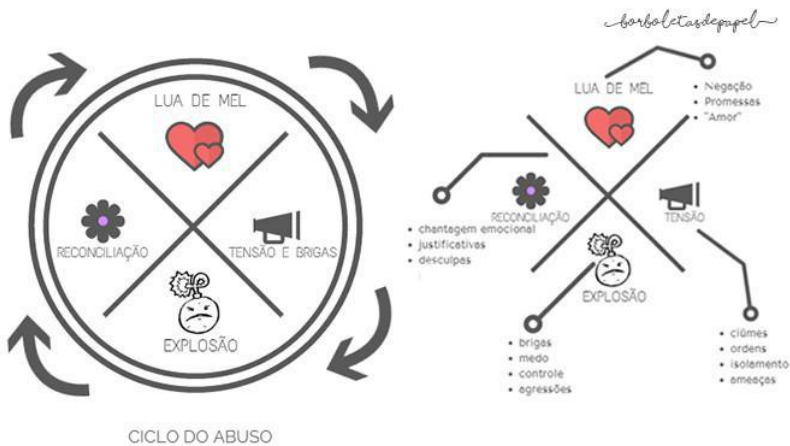 borboletasdepapel
LUA DE MEL
RECONCILIAÇÃO
TENSÃO E BRIGAS
EXPLOSÃO
CICLO DO ABUSO
LUA DE MEL
• Negação
• Promessas
• "Amor"
RECONCILIAÇÃO
• chantagem emocional
• justificativas
• desculpas
TENSÃO
• ciúmes
• ordens
• isolamento
• ameaças
EXPLOSÃO
• brigas
• medo
• controle
• agressões